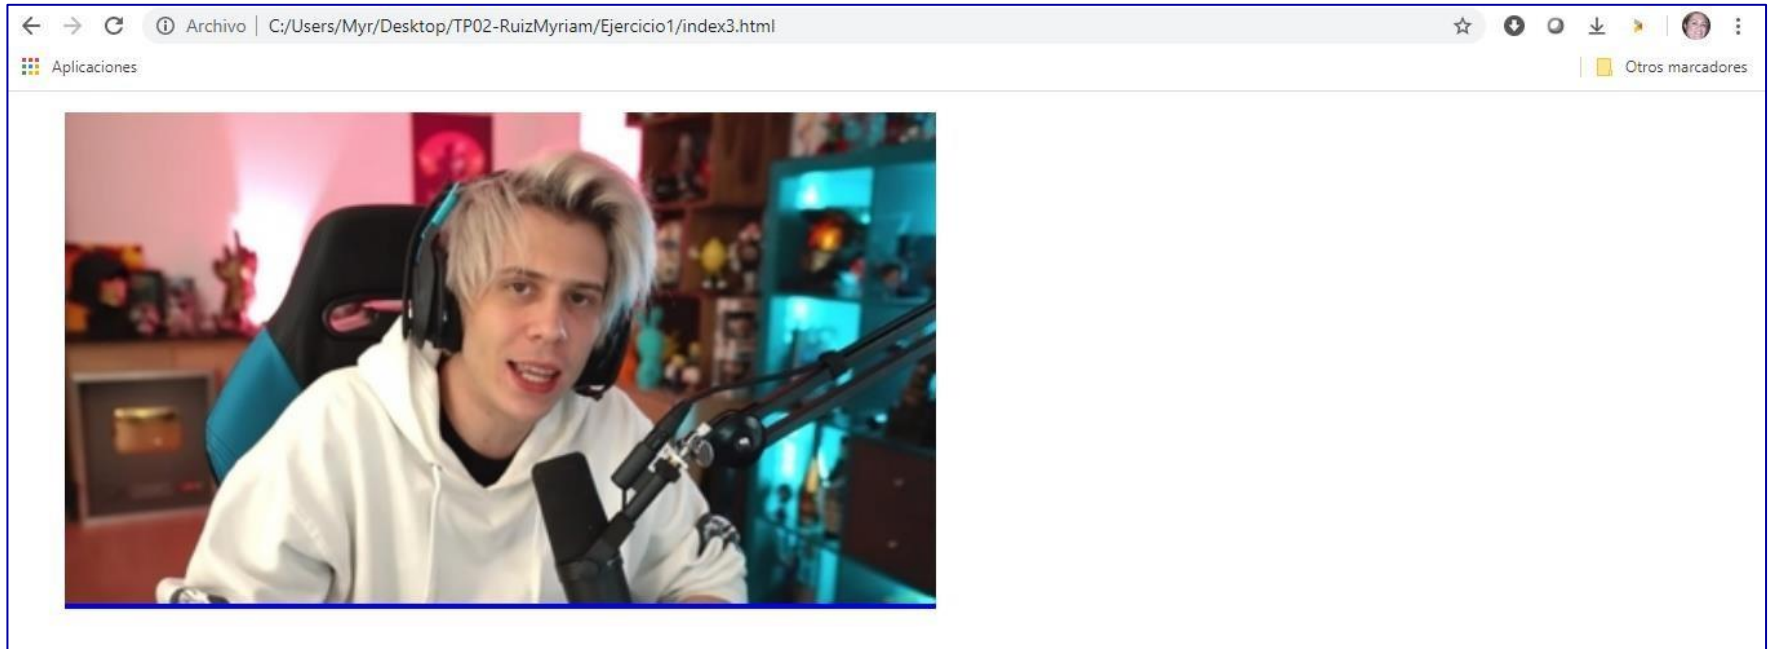 Archivo | C:/Users/Myr/Desktop/TP02-RuizMyriam/Ejercicio1/index3.html
Aplicaciones
Otros marcadores